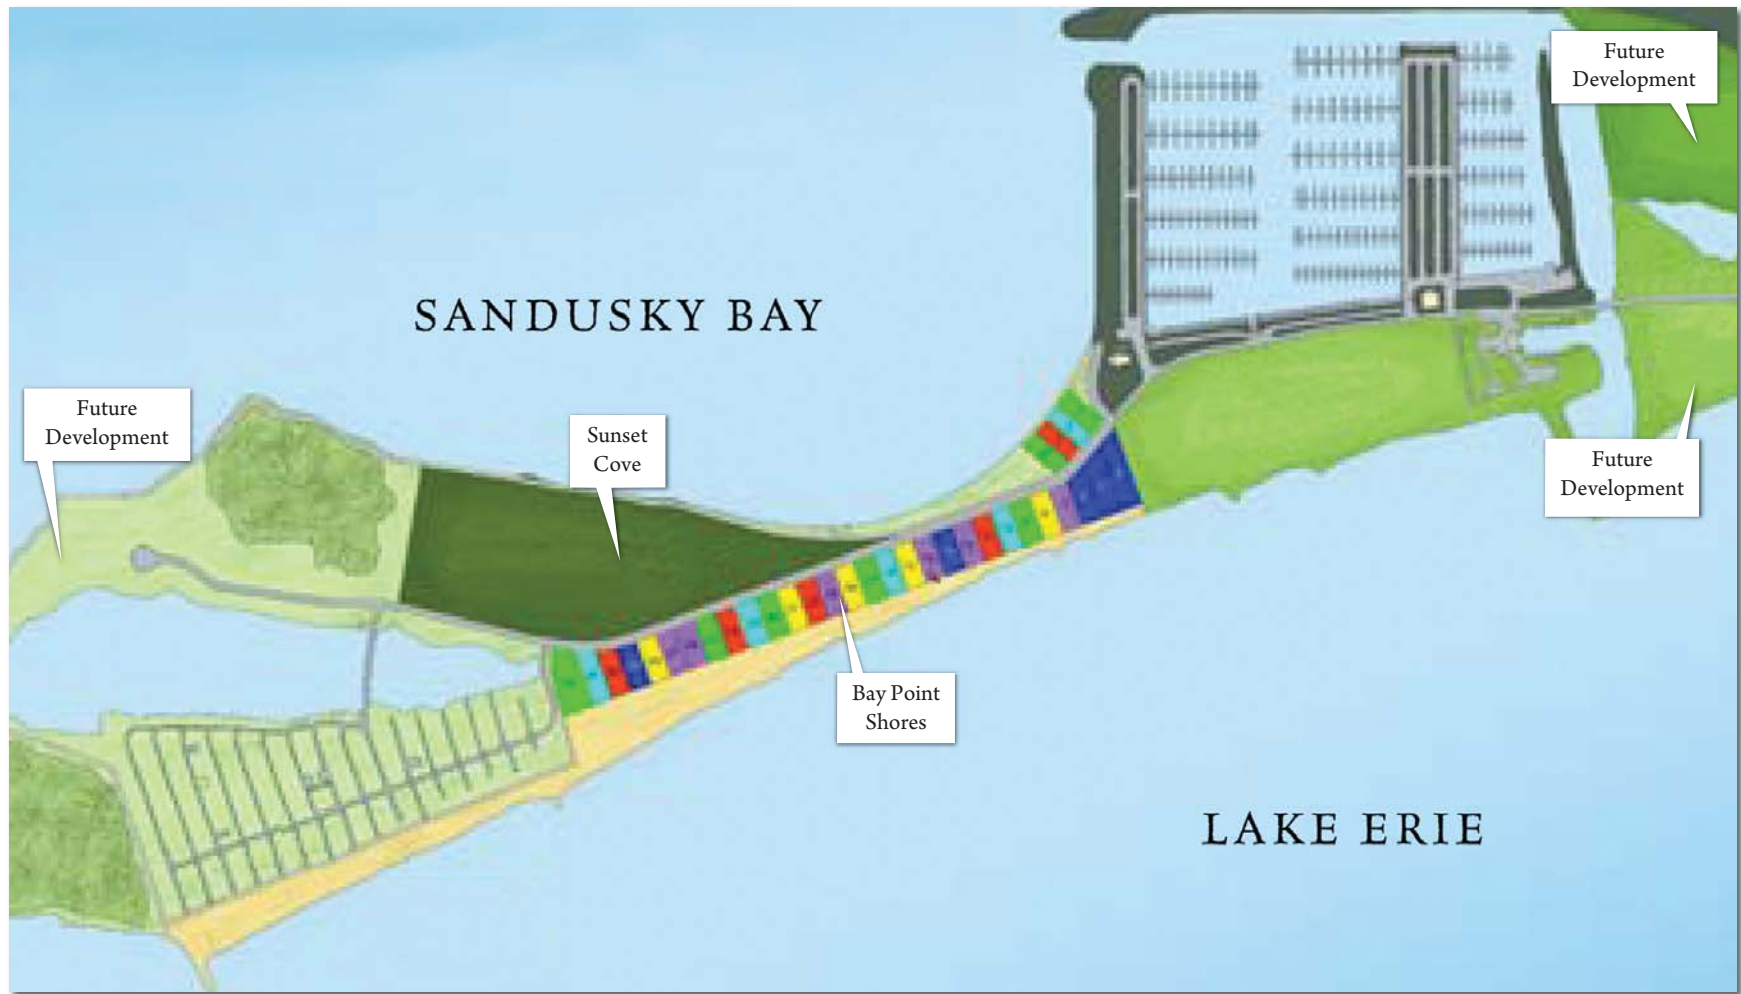 Future
Development
SANDUSKY BAY
Future
Development
Sunset
Cove
Future
Development
Bay Point
Shores
LAKE ERIE